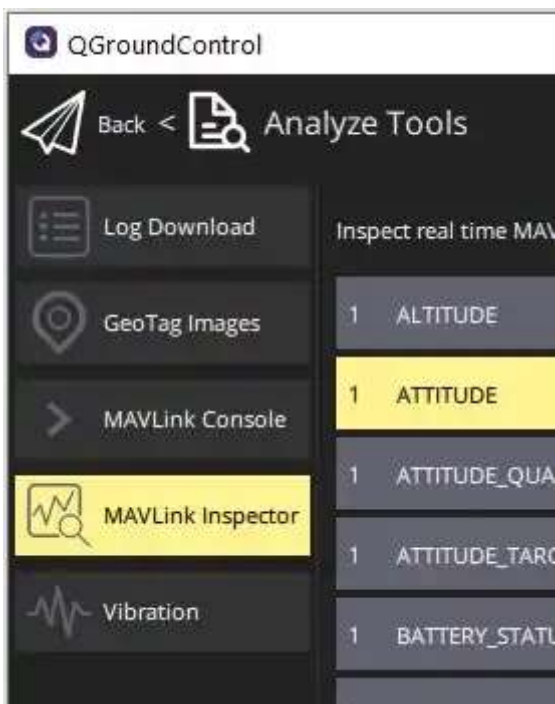 QGroundControl
Back < Analyze Tools
Log Download
GeoTag Images
MAVLink Console
MAVLink Inspector
Vibration
Inspect real time MAV
1 ALTITUDE
1 ATTITUDE
1 ATTITUDE_QUA
1 ATTITUDE_TARG
1 BATTERY_STATU